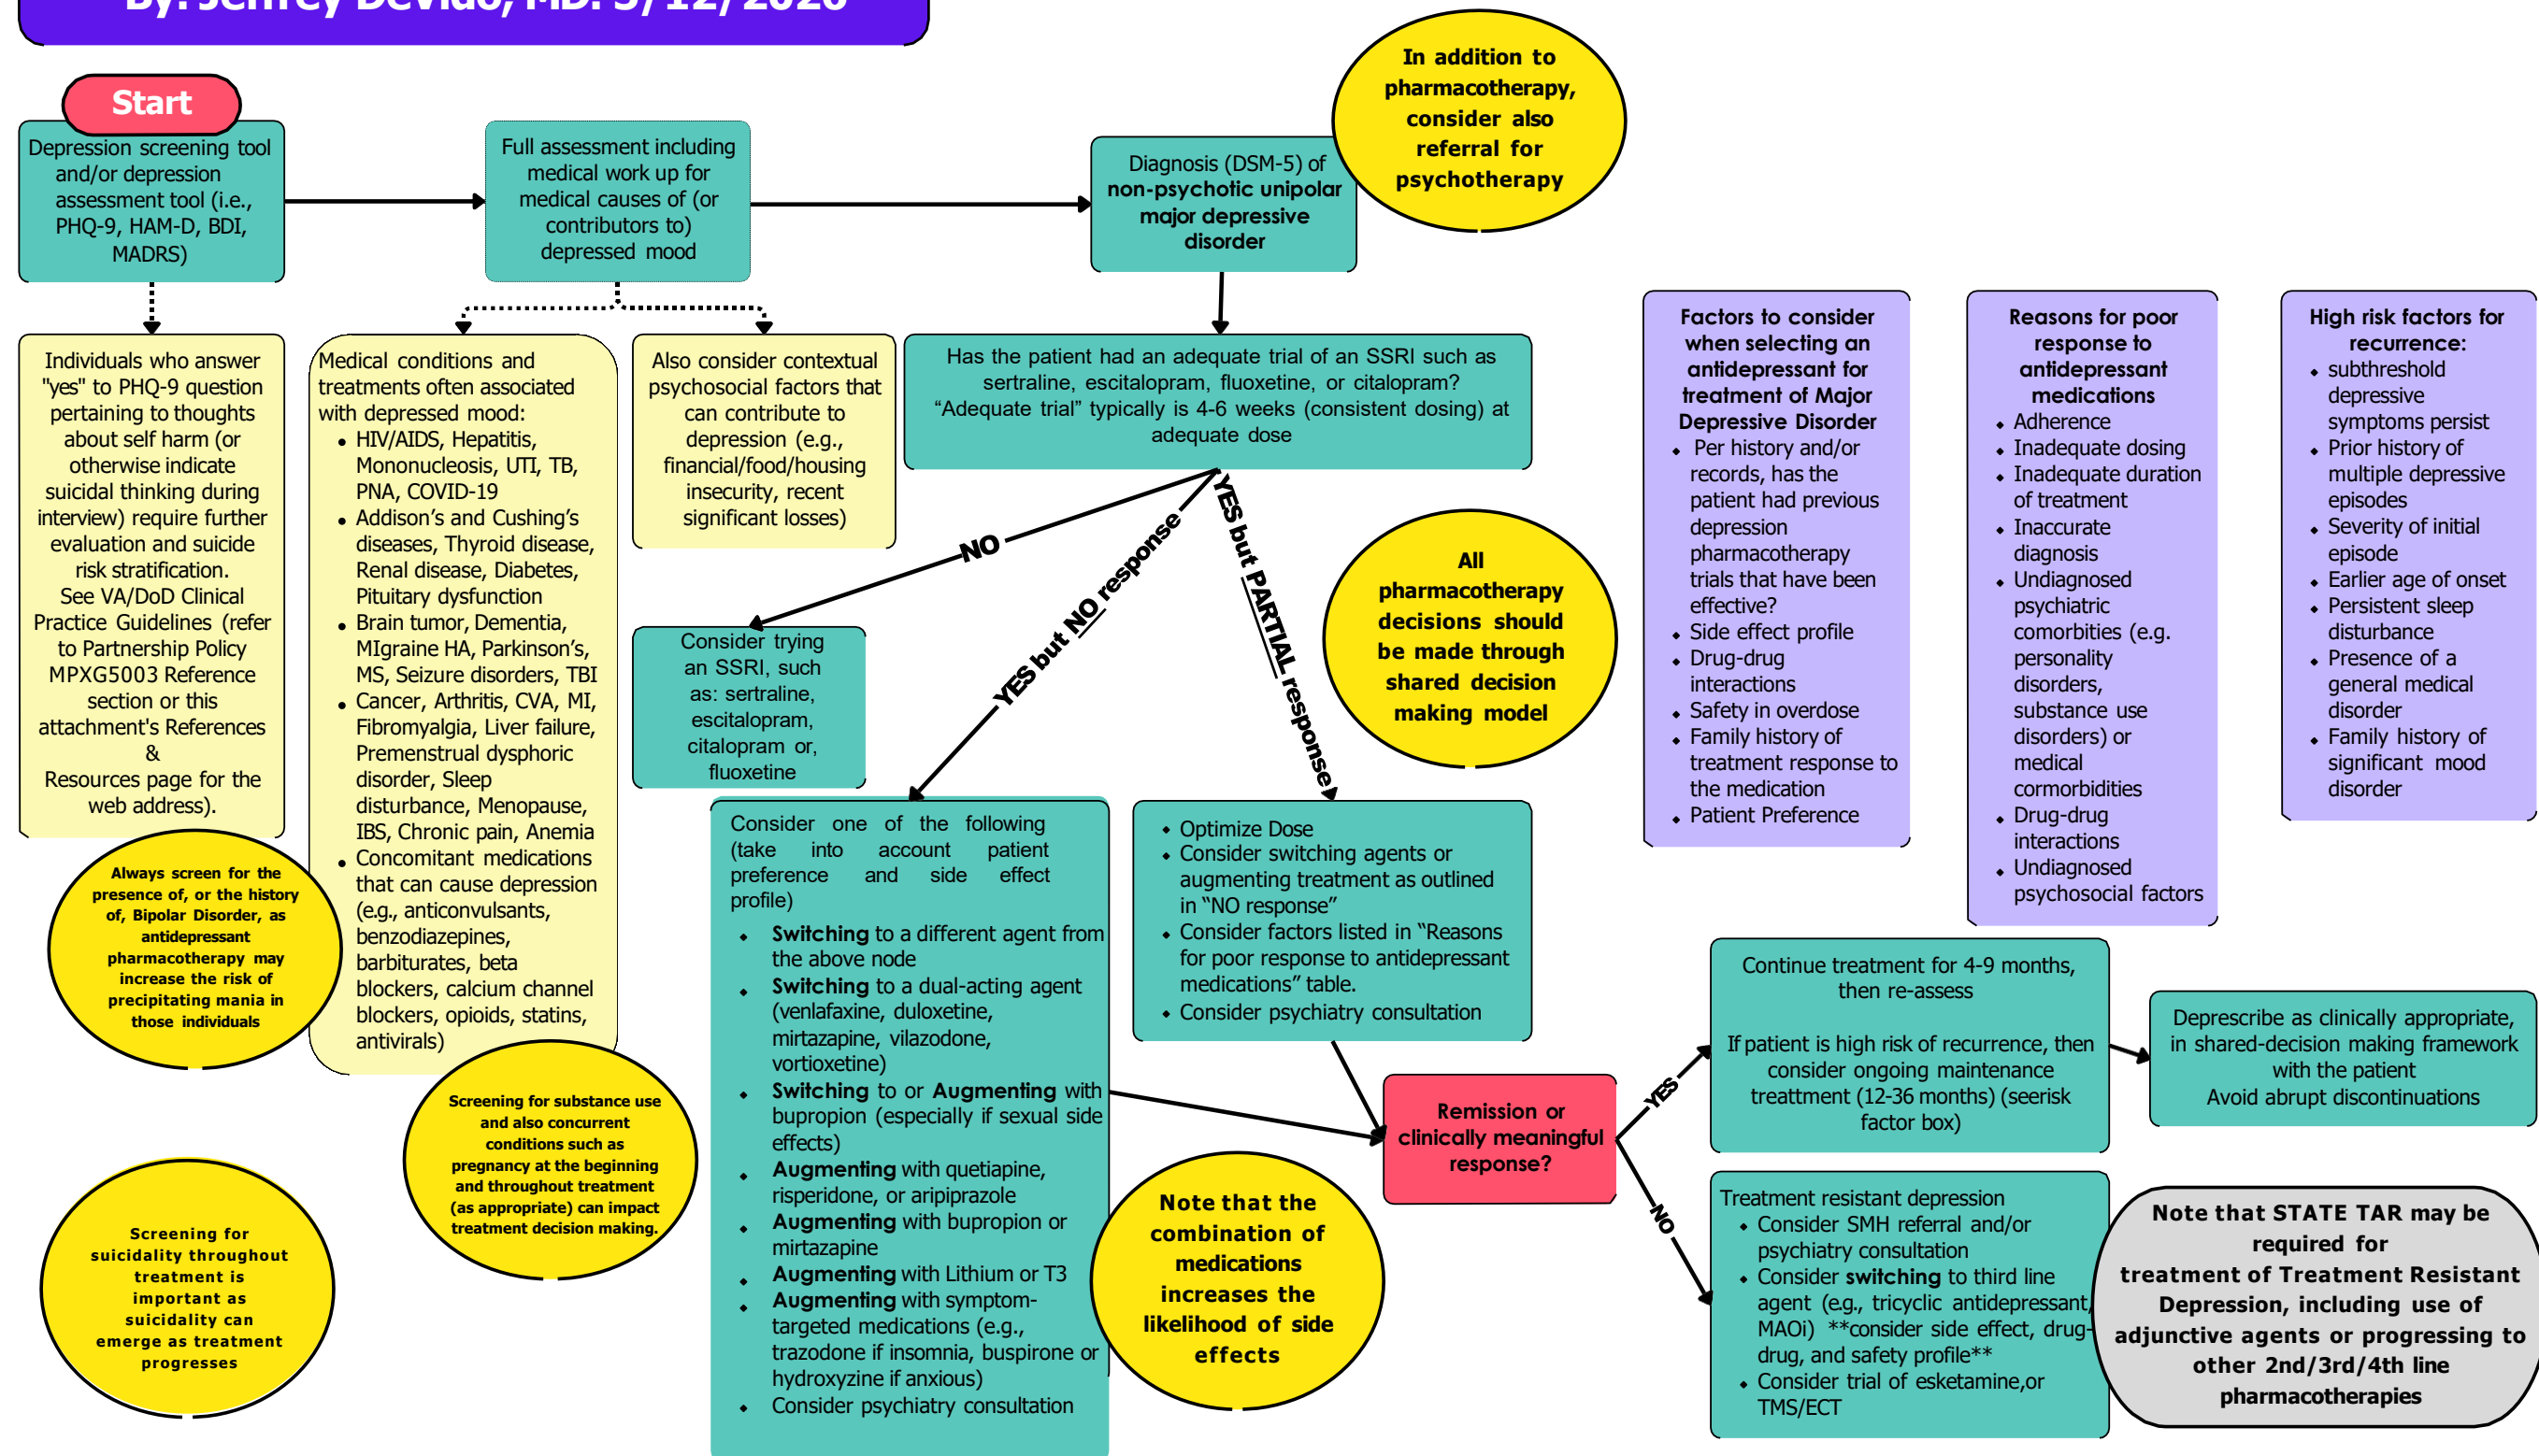 By: Jeffrey DeVido, MD. 3/12/2026
Start
Depression screening tool
and/or depression
assessment tool (i.e.,
PHQ-9, HAM-D, BDI,
MADRS)
Full assessment including
medical work up for
medical causes of (or
contributors to)
depressed mood
Diagnosis (DSM-5) of
non-psychotic unipolar
major depressive
disorder
In addition to
pharmacotherapy,
consider also
referral for
psychotherapy
Individuals who answer
"yes" to PHQ-9 question
pertaining to thoughts
about self harm (or
otherwise indicate
suicidal thinking during
interview) require further
evaluation and suicide
risk stratification.
See VA/DoD Clinical
Practice Guidelines (refer
to Partnership Policy
MPXG5003 Reference
section or this
attachment's References
&
Resources page for the
web address).
Medical conditions and
treatments often associated
with depressed mood:
• HIV/AIDS, Hepatitis,
Mononucleosis, UTI, TB,
PNA, COVID-19
• Addison's and Cushing's
diseases, Thyroid disease,
Renal disease, Diabetes,
Pituitary dysfunction
• Brain tumor, Dementia,
MIgraine HA, Parkinson's,
MS, Seizure disorders, TBI
• Cancer, Arthritis, CVA, MI,
Fibromyalgia, Liver failure,
Premenstrual dysphoric
disorder, Sleep
disturbance, Menopause,
IBS, Chronic pain, Anemia
• Concomitant medications
that can cause depression
(e.g., anticonvulsants,
benzodiazepines,
barbiturates, beta
blockers, calcium channel
blockers, opioids, statins,
antivirals)
Also consider contextual
psychosocial factors that
can contribute to
depression (e.g.,
financial/food/housing
insecurity, recent
significant losses)
Has the patient had an adequate trial of an SSRI such as
sertraline, escitalopram, fluoxetine, or citalopram?
“Adequate trial” typically is 4-6 weeks (consistent dosing) at
adequate dose
NO
YES but NO response
YES but PARTIAL response
Consider trying
an SSRI, such
as: sertraline,
escitalopram,
citalopram or,
fluoxetine
All
pharmacotherapy
decisions should
be made through
shared decision
making model
Factors to consider
when selecting an
antidepressant for
treatment of Major
Depressive Disorder
• Per history and/or
records, has the
patient had previous
depression
pharmacotherapy
trials that have been
effective?
• Side effect profile
• Drug-drug
interactions
• Safety in overdose
• Family history of
treatment response to
the medication
• Patient Preference
Reasons for poor
response to
antidepressant
medications
• Adherence
• Inadequate dosing
• Inadequate duration
of treatment
• Inaccurate
diagnosis
• Undiagnosed
psychiatric
comorbities (e.g.
personality
disorders,
substance use
disorders) or
medical
cormorbidities
• Drug-drug
interactions
• Undiagnosed
psychosocial factors
High risk factors for
recurrence:
• subthreshold
depressive
symptoms persist
• Prior history of
multiple depressive
episodes
• Severity of initial
episode
• Earlier age of onset
• Persistent sleep
disturbance
• Presence of a
general medical
disorder
• Family history of
significant mood
disorder
Always screen for the
presence of, or the history
of, Bipolar Disorder, as
antidepressant
pharmacotherapy may
increase the risk of
precipitating mania in
those individuals
Screening for substance use
and also concurrent
conditions such as
pregnancy at the beginning
and throughout treatment
(as appropriate) can impact
treatment decision making.
Screening for
suicidality throughout
treatment is
important as
suicidality can
emerge as treatment
progresses
Consider one of the following
(take into account patient
preference and side effect
profile)
• Switching to a different agent from
the above node
• Switching to a dual-acting agent
(venlafaxine, duloxetine,
mirtazapine, vilazodone,
vortioxetine)
• Switching to or Augmenting with
bupropion (especially if sexual side
effects)
• Augmenting with quetiapine,
risperidone, or aripiprazole
• Augmenting with bupropion or
mirtazapine
• Augmenting with Lithium or T3
• Augmenting with symptom-
targeted medications (e.g.,
trazodone if insomnia, buspirone or
hydroxyzine if anxious)
• Consider psychiatry consultation
• Optimize Dose
• Consider switching agents or
augmenting treatment as outlined
in “NO response”
• Consider factors listed in “Reasons
for poor response to antidepressant
medications” table.
• Consider psychiatry consultation
Note that the
combination of
medications
increases the
likelihood of side
effects
Remission or
clinically meaningful
response?
YES
NO
Continue treatment for 4-9 months,
then re-assess
If patient is high risk of recurrence, then
consider ongoing maintenance
treattment (12-36 months) (seerisk
factor box)
Deprescribe as clinically appropriate,
in shared-decision making framework
with the patient
Avoid abrupt discontinuations
Treatment resistant depression
• Consider SMH referral and/or
psychiatry consultation
• Consider switching to third line
agent (e.g., tricyclic antidepressant,
MAOi) **consider side effect, drug-
drug, and safety profile**
• Consider trial of esketamine,or
TMS/ECT
Note that STATE TAR may be
required for
treatment of Treatment Resistant
Depression, including use of
adjunctive agents or progressing to
other 2nd/3rd/4th line
pharmacotherapies